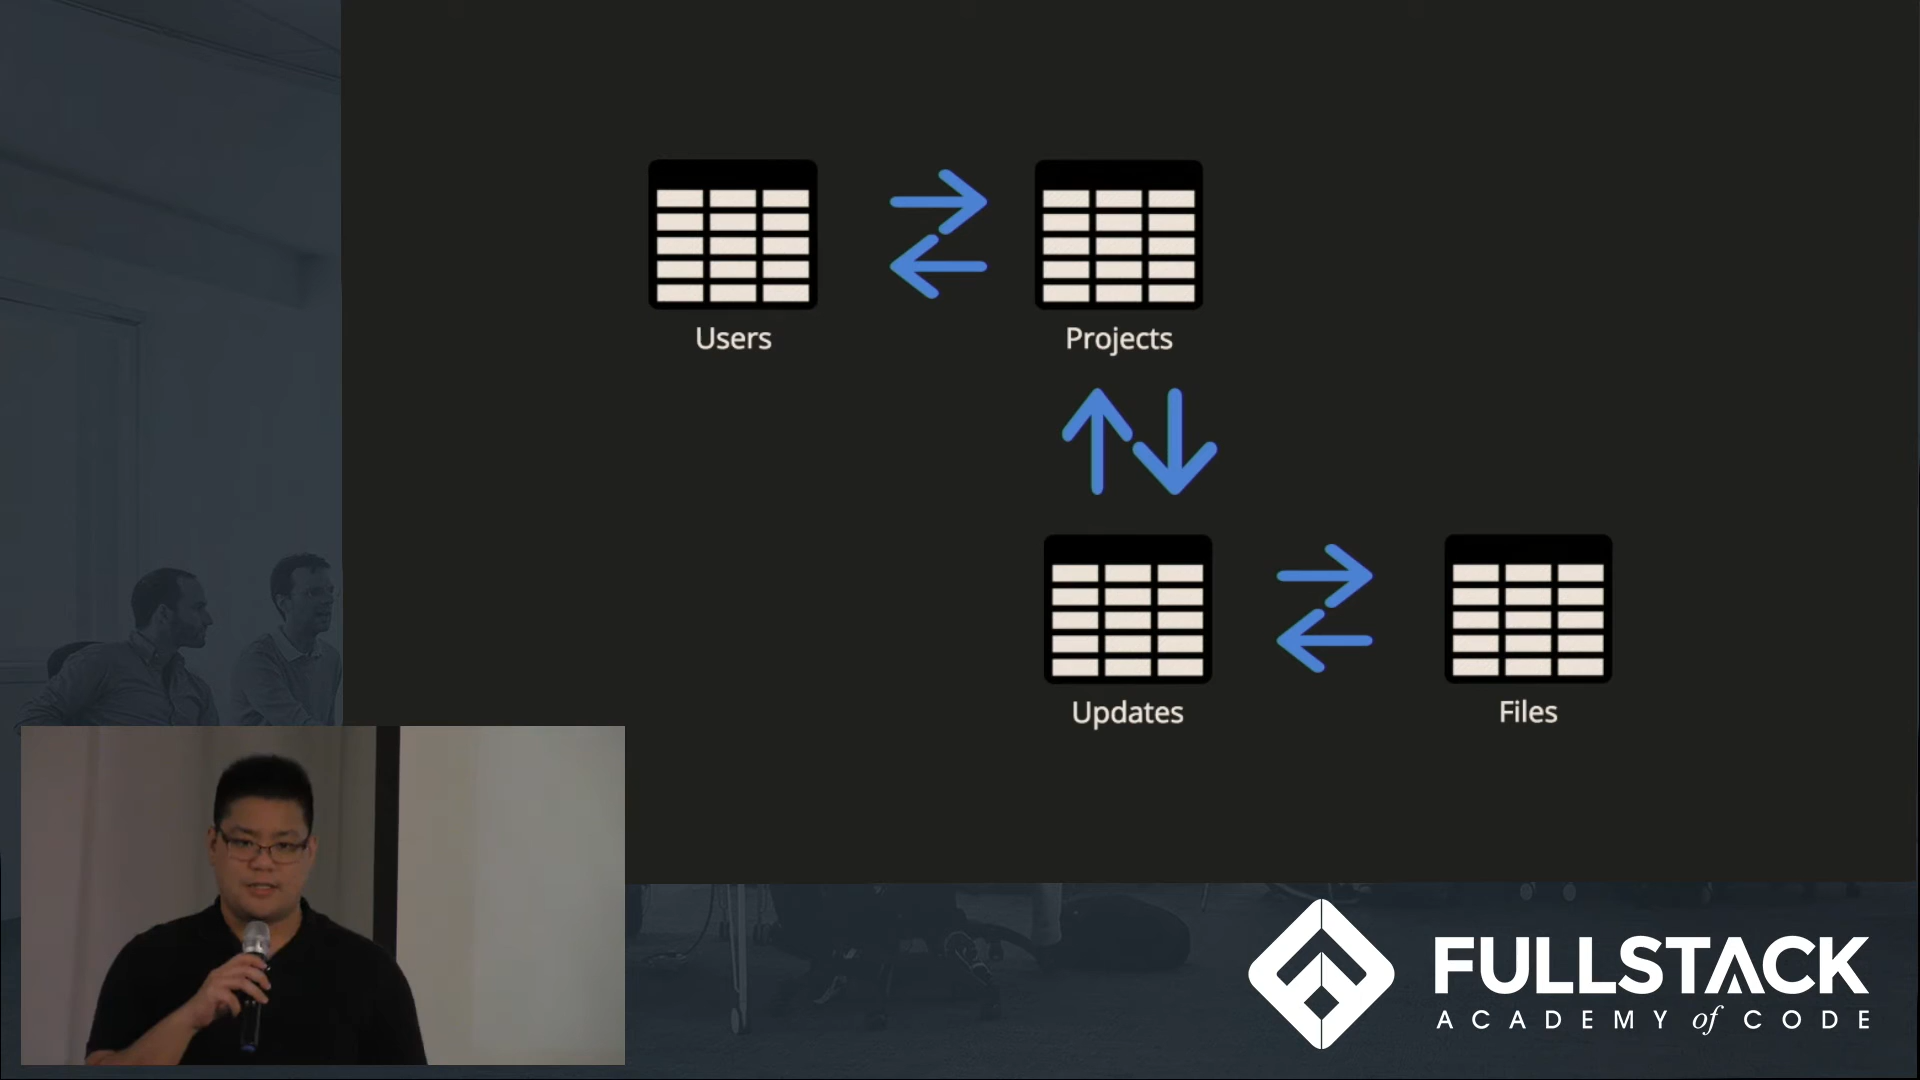 Users
Projects
Updates
Files
FULLSTACK
ACADEMY of CODE